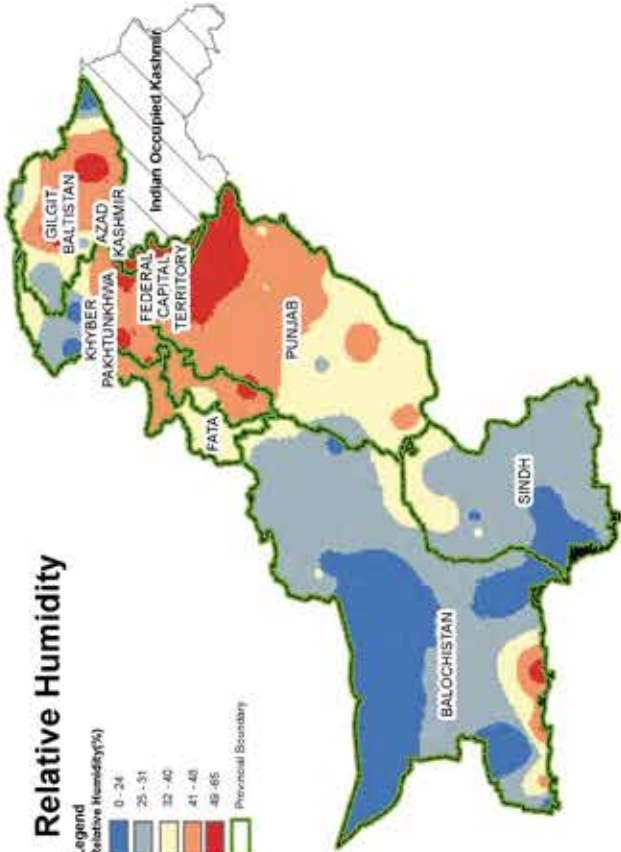 Relative Humidity
Legend
Relative Humidity(%)
0 - 24
25 - 31
32 - 40
41 - 48
49 -65
Provincial Boundary
GILGIT
BALTISTAN
AZAD
KASHMIR
Indian Occupied Kashmir
KHYBER
PAKHTUNKHWA
FEDERAL
CAPITAL
TERRITORY
FATA
PUNJAB
BALOCHISTAN
SINDH